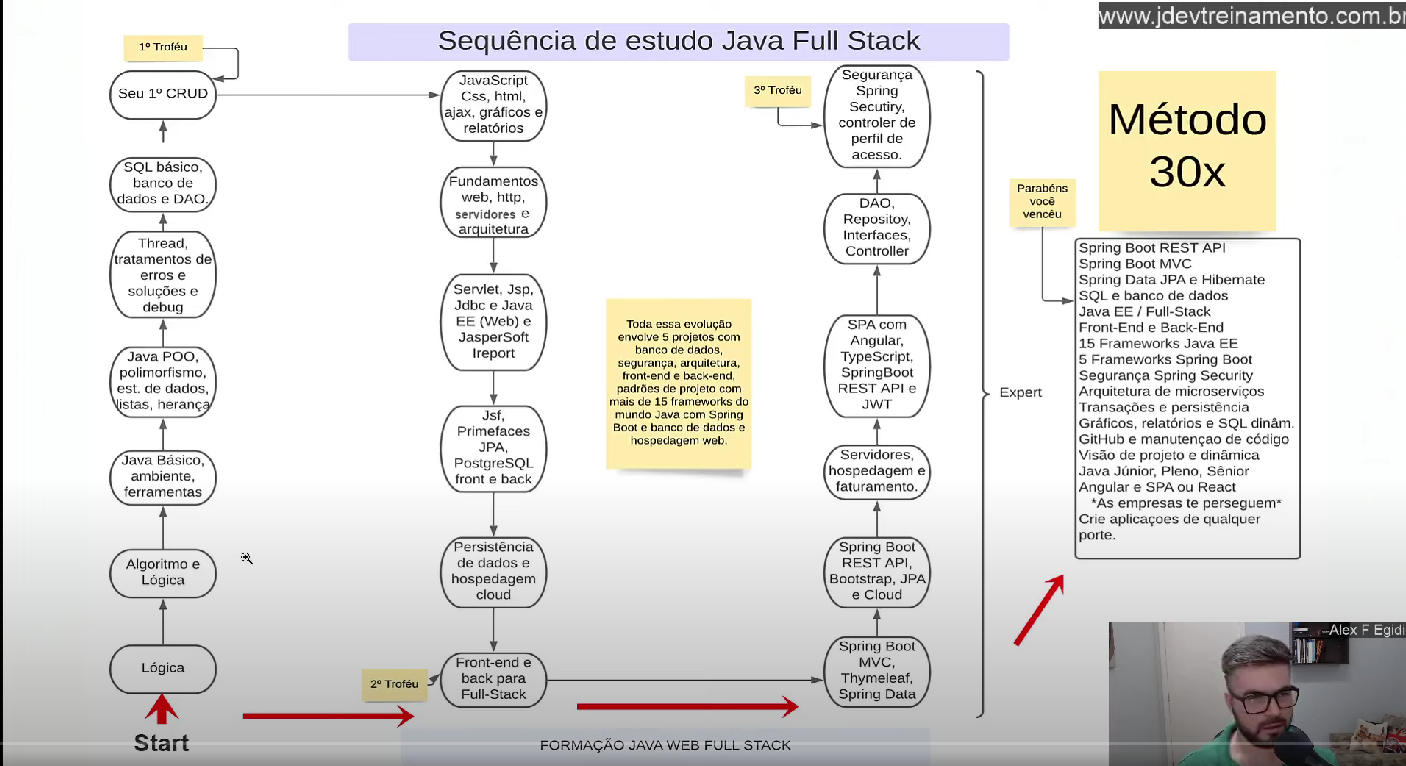 www.jdevtreinamento.com.br
Sequência de estudo Java Full Stack
1º Troféu
Seu 1º CRUD
SQL básico,
banco de
dados e DAO.
Thread,
tratamentos de
erros e
soluções e
debug
Java POO,
polimorfismo,
est. de dados,
listas, herança
Java Básico,
ambiente,
ferramentas
Algoritmo e
Lógica
Lógica
Start
JavaScript
Css, html,
ajax, gráficos e
relatórios
Fundamentos
web, http,
servidores e
arquitetura
Servlet, Jsp,
Jdbc e Java
EE (Web) e
JasperSoft
Ireport
Jsf,
Primefaces
JPA,
PostgreSQL
front e back
Persistência
de dados e
hospedagem
cloud
2º Troféu
Front-end e
back para
Full-Stack
Toda essa evolução
envolve 5 projetos com
banco de dados,
segurança, arquitetura,
front-end e back-end,
padrões de projeto com
mais de 15 frameworks do
mundo Java com Spring
Boot e banco de dados e
hospedagem web.
3º Troféu
Segurança
Spring
Secutiry,
controler de
perfil de
acesso.
DAO,
Repositoy,
Interfaces,
Controller
SPA com
Angular,
TypeScript,
SpringBoot
REST API e
JWT
Servidores,
hospedagem e
faturamento.
Spring Boot
REST API,
Bootstrap, JPA
e Cloud
Spring Boot
MVC,
Thymeleaf,
Spring Data
Expert
Método
30x
Parabéns
você
vencêu
Spring Boot REST API
Spring Boot MVC
Spring Data JPA e Hibernate
SQL e banco de dados
Java EE / Full-Stack
Front-End e Back-End
15 Frameworks Java EE
5 Frameworks Spring Boot
Segurança Spring Security
Arquitetura de microserviços
Transações e persistência
Gráficos, relatórios e SQL dinâm.
GitHub e manutençao de código
Visão de projeto e dinâmica
Java Júnior, Pleno, Sênior
Angular e SPA ou React
*As empresas te perseguem*
Crie aplicaçoes de qualquer
porte.
Alex F Egidi
FORMAÇÃO JAVA WEB FULL STACK